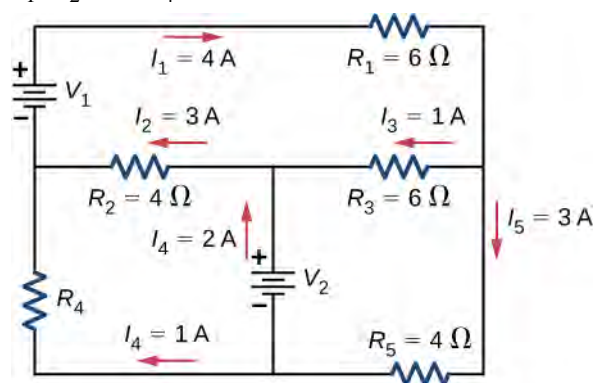 I₁ = 4 A
R₁ = 6 Ω
+
V₁
−
I₂ = 3 A
I₃ = 1 A
R₂ = 4 Ω
R₃ = 6 Ω
I₄ = 2 A
I₅ = 3 A
+
V₂
−
R₄
I₄ = 1 A
R₅ = 4 Ω